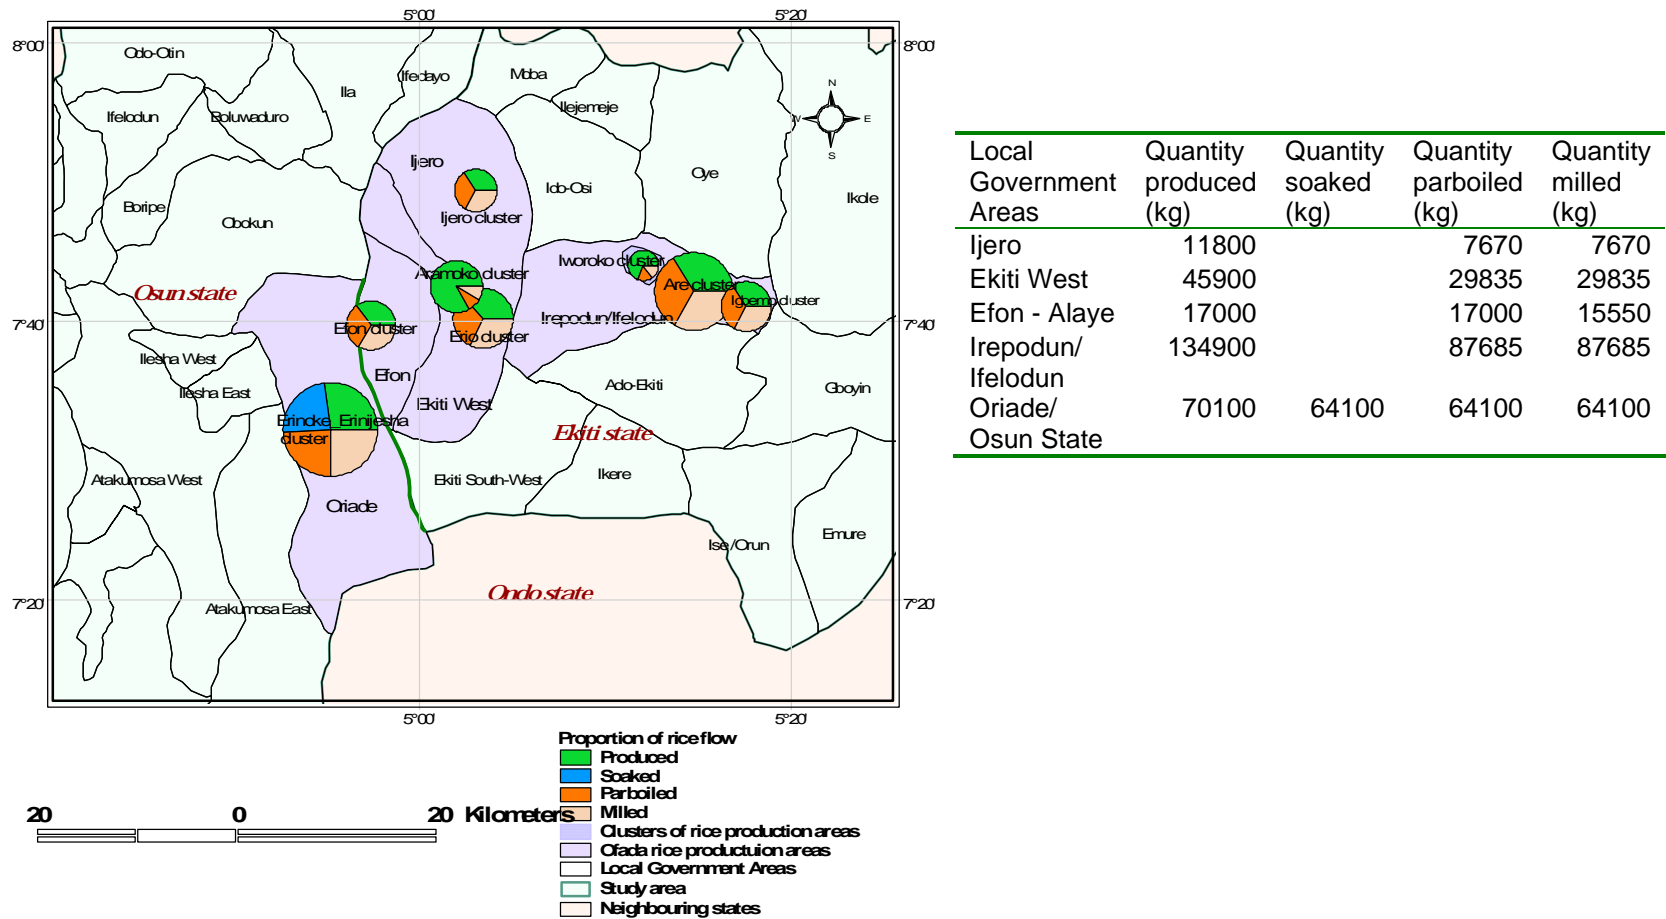 5°00'
5°20'
8°00'
8°00'
Odo-Otin
Ila
Ifedayo
Moba
Ilejemeje
Ifelodun
Boluwaduro
N
W
E
S
Ijero
Ido-Osi
Oye
Ikole
Boripe
Obokun
Ijero cluster
Iworoko cluster
Aramoko cluster
Are cluster
Igbemo cluster
Osun state
7°40'
7°40'
Efon cluster
Erio cluster
Irepodun/Ifelodun
Ilesha West
Ilesha East
Efon
Ekiti West
Ado-Ekiti
Gboyin
Erinoke_Erinijesha
cluster
Ekiti state
Atakumosa West
Ekiti South-West
Ikere
Oriade
Ise/Orun
Emure
Ondo state
7°20'
7°20'
Atakumosa East
5°00'
5°20'
Proportion of rice flow
Produced
Soaked
Parboiled
Milled
Clusters of rice production areas
Ofada rice productuion areas
Local Government Areas
Study area
Neighbouring states
20 0 20 Kilometers
Local Quantity Quantity Quantity Quantity
Government produced soaked parboiled milled
Areas (kg) (kg) (kg) (kg)
Ijero 11800 7670 7670
Ekiti West 45900 29835 29835
Efon - Alaye 17000 17000 15550
Irepodun/ 134900 87685 87685
Ifelodun
Oriade/ 70100 64100 64100 64100
Osun State